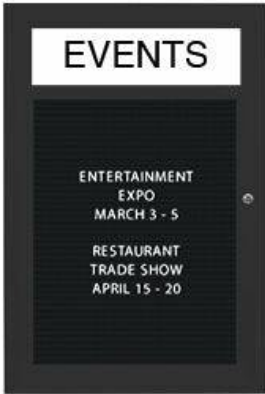 EVENTS
ENTERTAINMENT
EXPO
MARCH 3 - 5
RESTAURANT
TRADE SHOW
APRIL 15 - 20